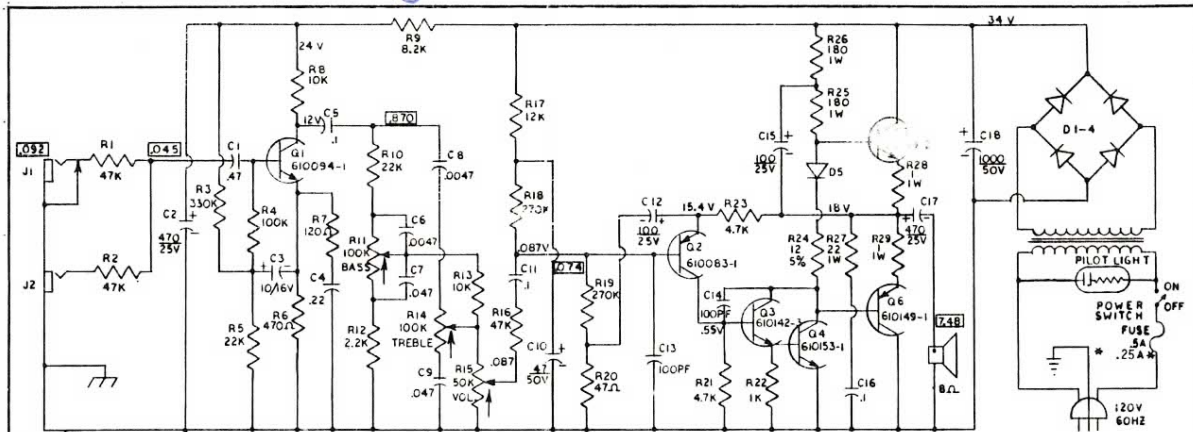 34 V
R9
8.2K
24 V
R8
10K
12V
C5
.1
.870
R26
180
1W
R25
180
1W
R17
12K
C15
100
25V
C18
1000
50V
D1-4
.092
J1
R1
47K
.045
C1
.47
Q1
610094-1
R10
22K
C8
.0047
D5
R28
1W
R3
330K
R4
100K
R7
120Ω
R18
270K
C12
100
25V
15.4V
R23
4.7K
18V
C17
470
25V
C2
470
25V
C6
.0047
R11
100K
BASS
.087V
Q2
610083-1
R24
12
5%
R27
22
1W
R29
1W
J2
R2
47K
C3
10/16V
C4
.22
C7
.047
R13
10K
C11
.1
.074
R19
270K
PILOT LIGHT
ON
OFF
POWER
SWITCH
FUSE
.5A
.25A*
R5
22K
R6
470Ω
R12
2.2K
R14
100K
TREBLE
R16
47K
C14
100PF
.55V
Q3
Q4
610153-1
Q6
610149-1
7.48
8Ω
C9
.047
R15
50K
VOL.
.087
C10
47
50V
R20
47Ω
C13
100PF
R21
4.7K
R22
1K
C16
.1
*
120V
60HZ